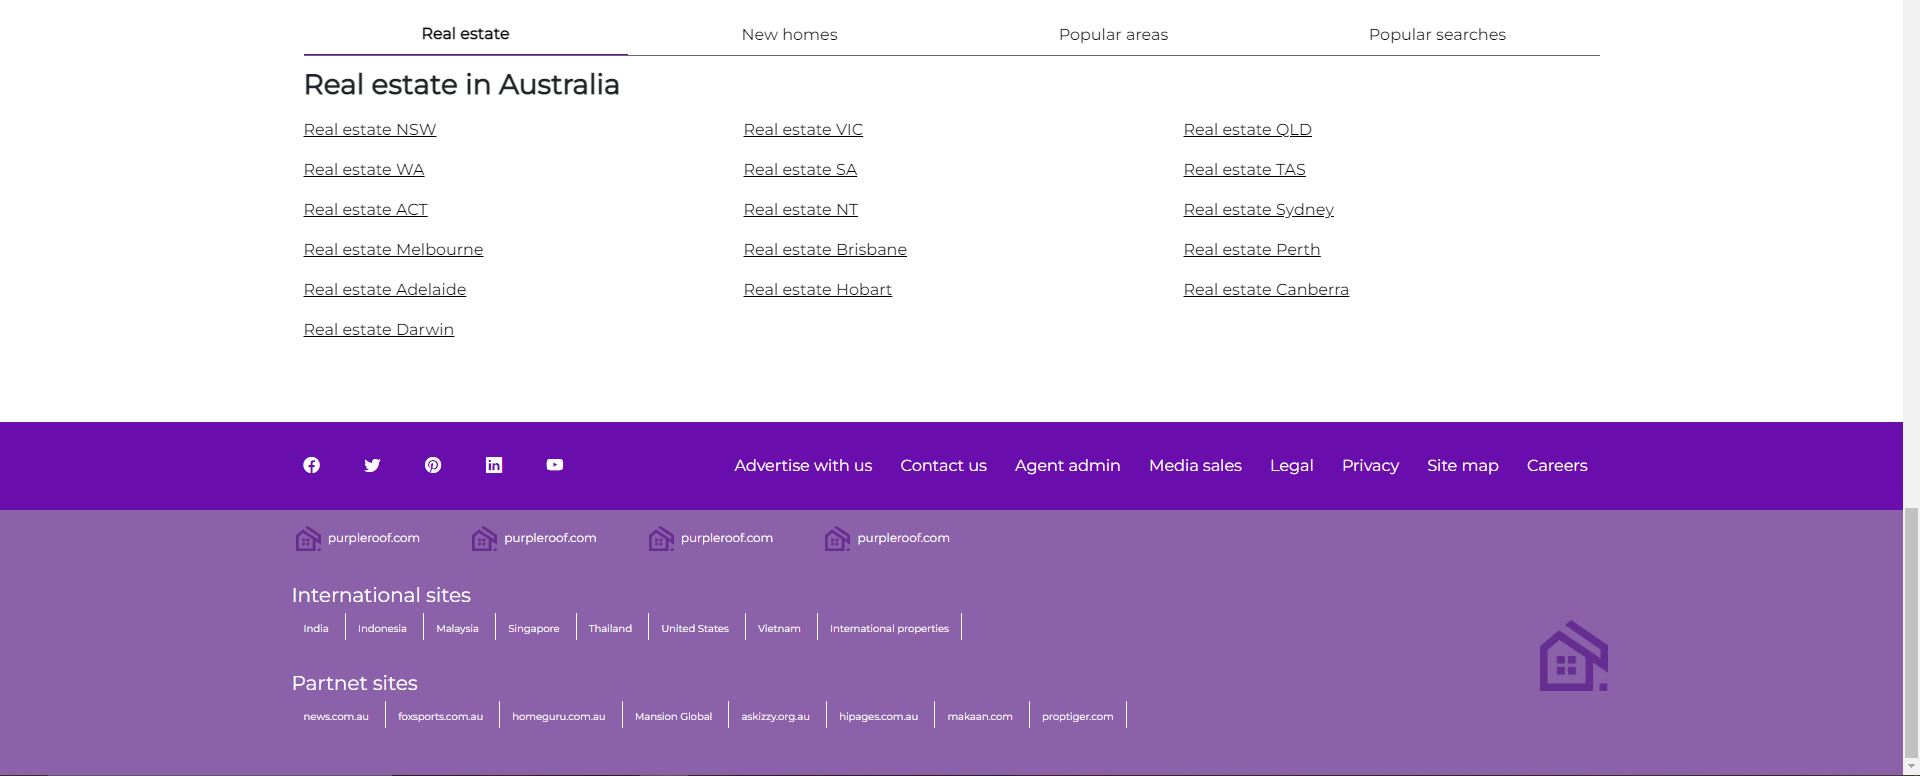 Real estate New homes Popular areas Popular searches
Real estate in Australia
Real estate NSW Real estate VIC Real estate QLD
Real estate WA Real estate SA Real estate TAS
Real estate ACT Real estate NT Real estate Sydney
Real estate Melbourne Real estate Brisbane Real estate Perth
Real estate Adelaide Real estate Hobart Real estate Canberra
Real estate Darwin
Advertise with us Contact us Agent admin Media sales Legal Privacy Site map Careers
purpleroof.com purpleroof.com purpleroof.com purpleroof.com
International sites
India Indonesia Malaysia Singapore Thailand United States Vietnam International properties
Partnet sites
news.com.au foxsports.com.au homeguru.com.au Mansion Global askizzy.org.au hipages.com.au makaan.com proptiger.com